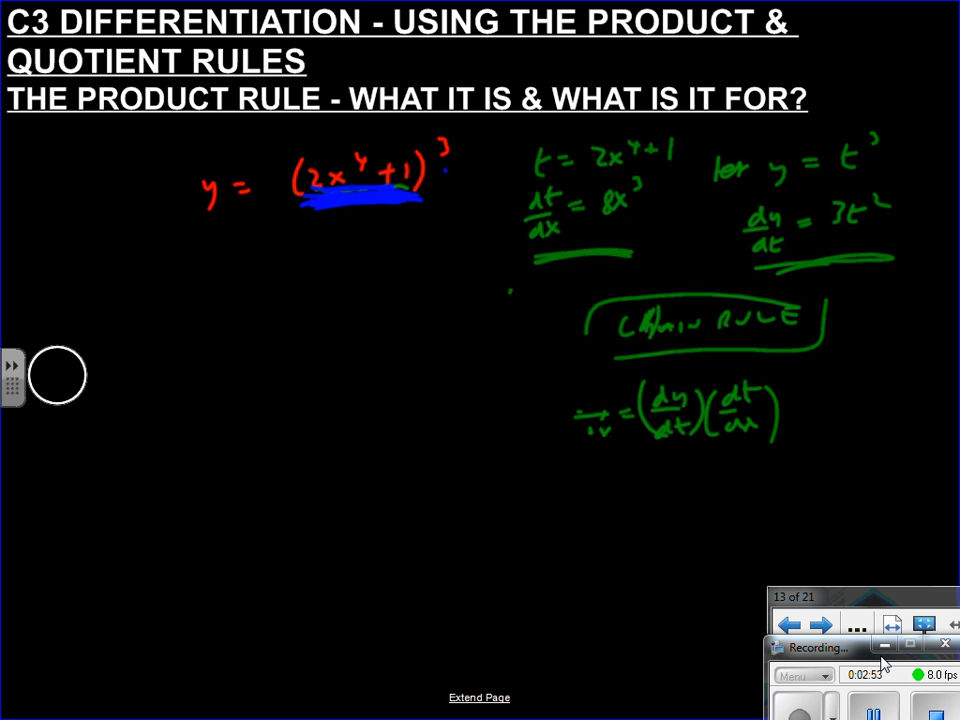 C3 DIFFERENTIATION - USING THE PRODUCT &
QUOTIENT RULES
THE PRODUCT RULE - WHAT IT IS & WHAT IS IT FOR?
y = (2x⁴ + 1)³
t = 2x⁴ + 1
dt/dx = 8x³
let y = t³
dy/dt = 3t²
CHAIN RULE
= (dy/dt)(dt/dx)
13 of 21
...
Recording...
Menu
0:02:53
8.0 fps
Extend Page